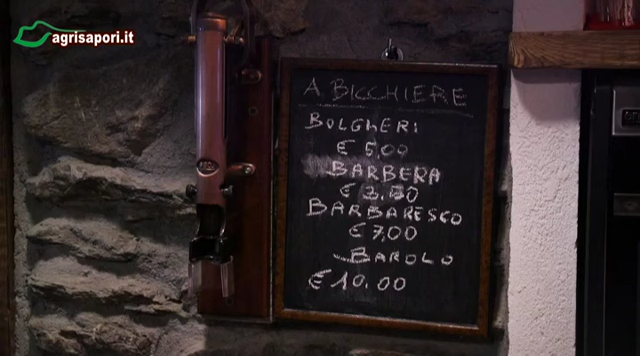 agrisapori.it
A BICCHIERE
BOLGHERI
€ 5,00
BARBERA
BARBARESCO
€ 7,00
BAROLO
€ 10.00